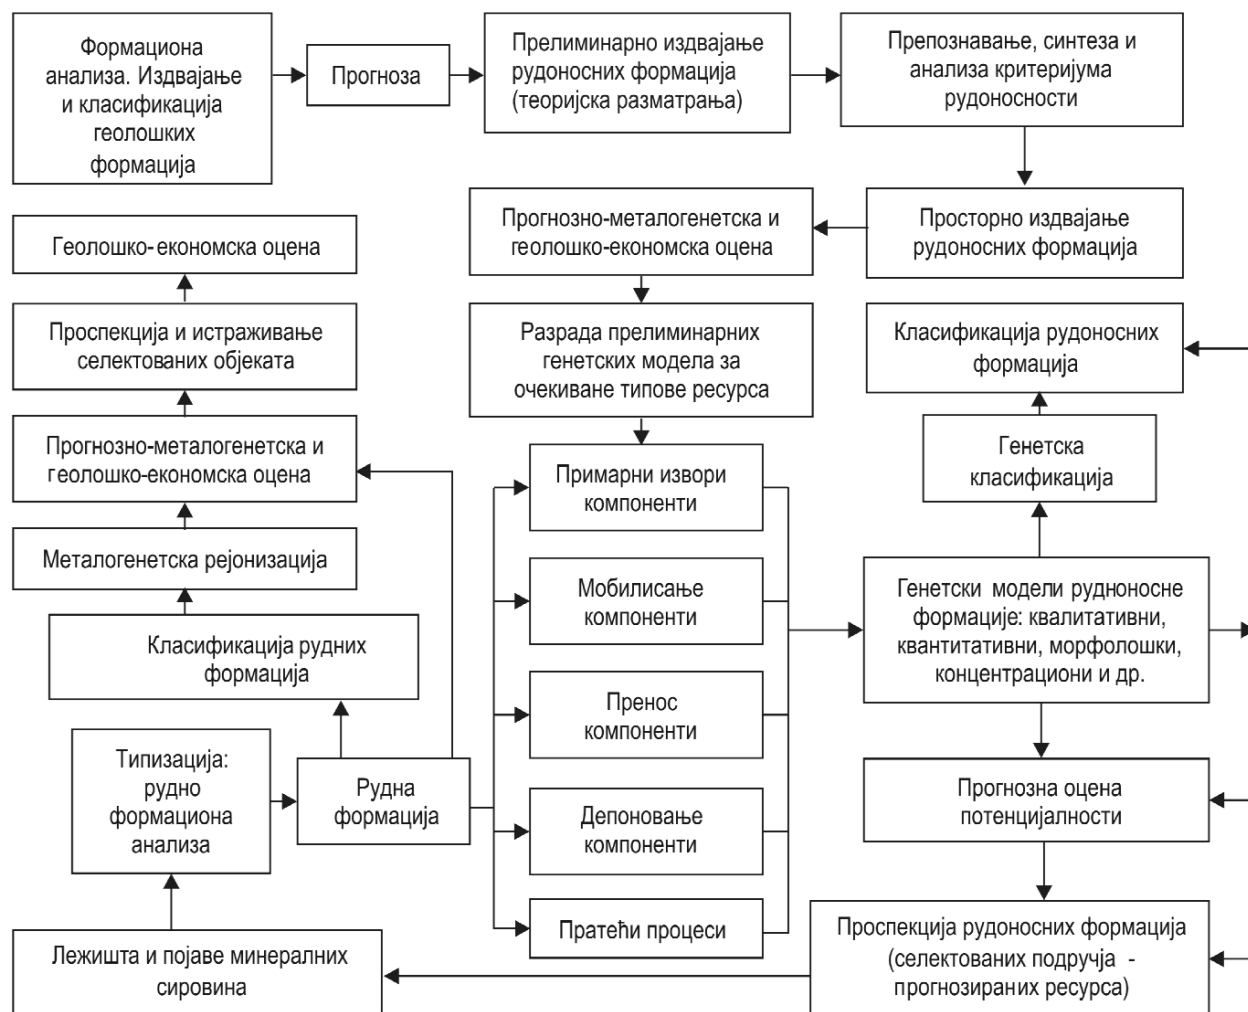 Формациона
анализа. Издвајање
и класификација
геолошких
формација
Прогноза
Прелиминарно издвајање
рудоносних формација
(теоријска разматрања)
Препознавање, синтеза и
анализа критеријума
рудоносности
Просторно издвајање
рудоносних формација
Прогнозно-металогенетска и
геолошко-економска оцена
Геолошко-економска оцена
Проспекција и истраживање
селектованих објеката
Разрада прелиминарних
генетских модела за
очекиване типове ресурса
Класификација рудоносних
формација
Прогнозно-металогенетска и
геолошко-економска оцена
Примарни извори
компоненти
Генетска
класификација
Металогенетска рејонизација
Мобилисање
компоненти
Генетски модели рудноносне
формације: квалитативни,
квантитативни, морфолошки,
концентрациони и др.
Класификација рудних
формација
Пренос
компоненти
Типизација:
рудно
формациона
анализа
Рудна
формација
Депоновање
компоненти
Прогнозна оцена
потенцијалности
Пратећи процеси
Лежишта и појаве минералних
сировина
Проспекција рудоносних формација
(селектованих подручја -
прогнозираних ресурса)